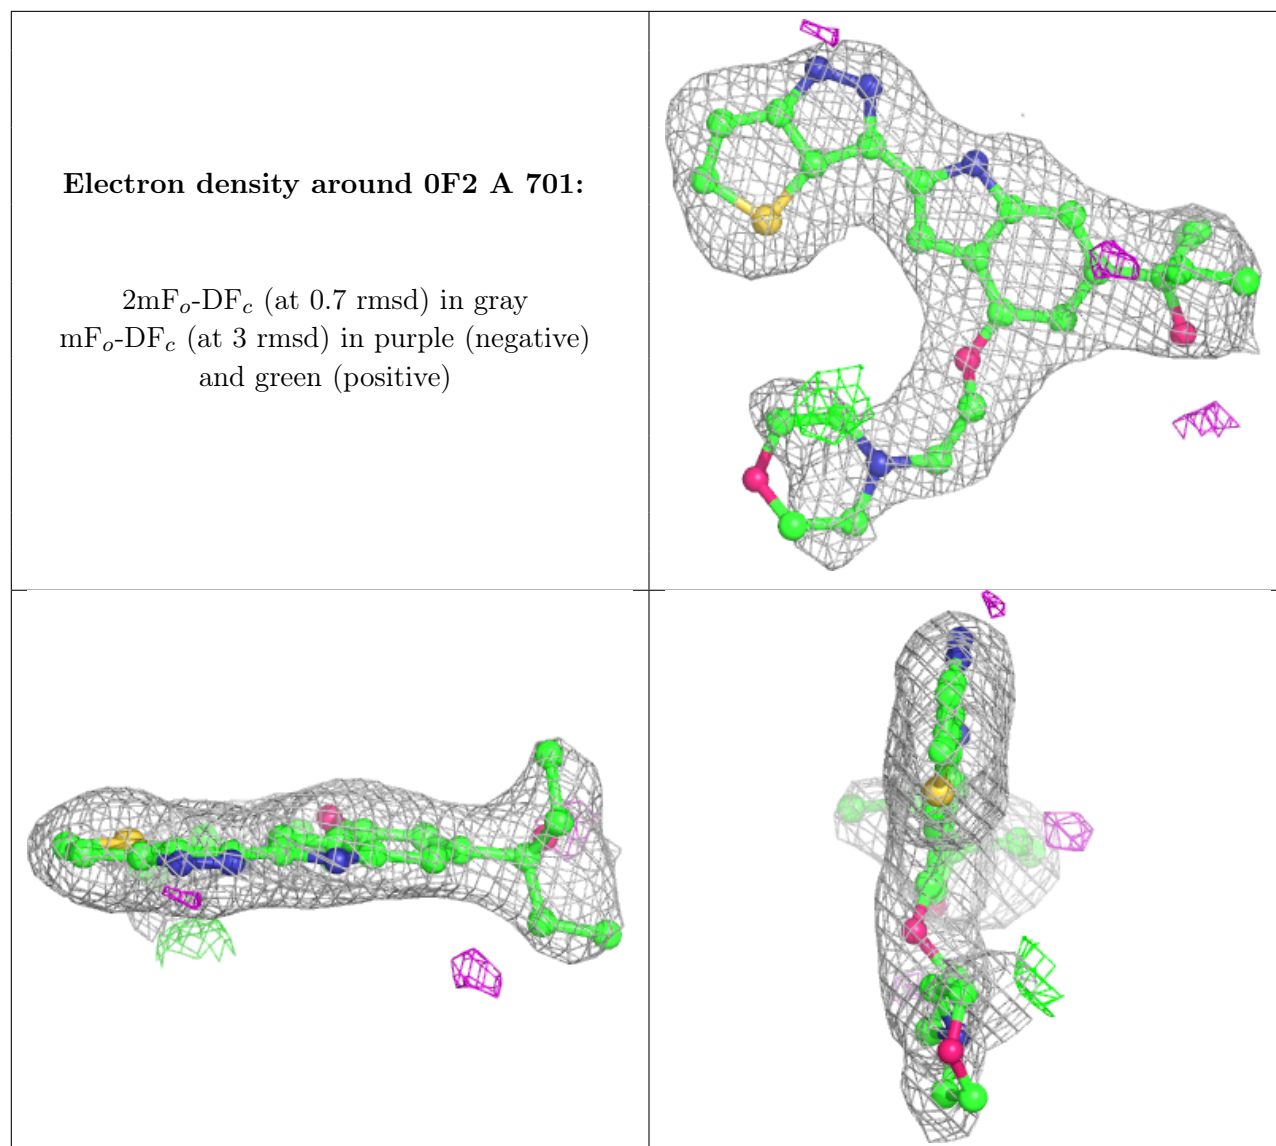 Electron density around 0F2 A 701:
2mFo-DFc (at 0.7 rmsd) in gray
mFo-DFc (at 3 rmsd) in purple (negative)
and green (positive)